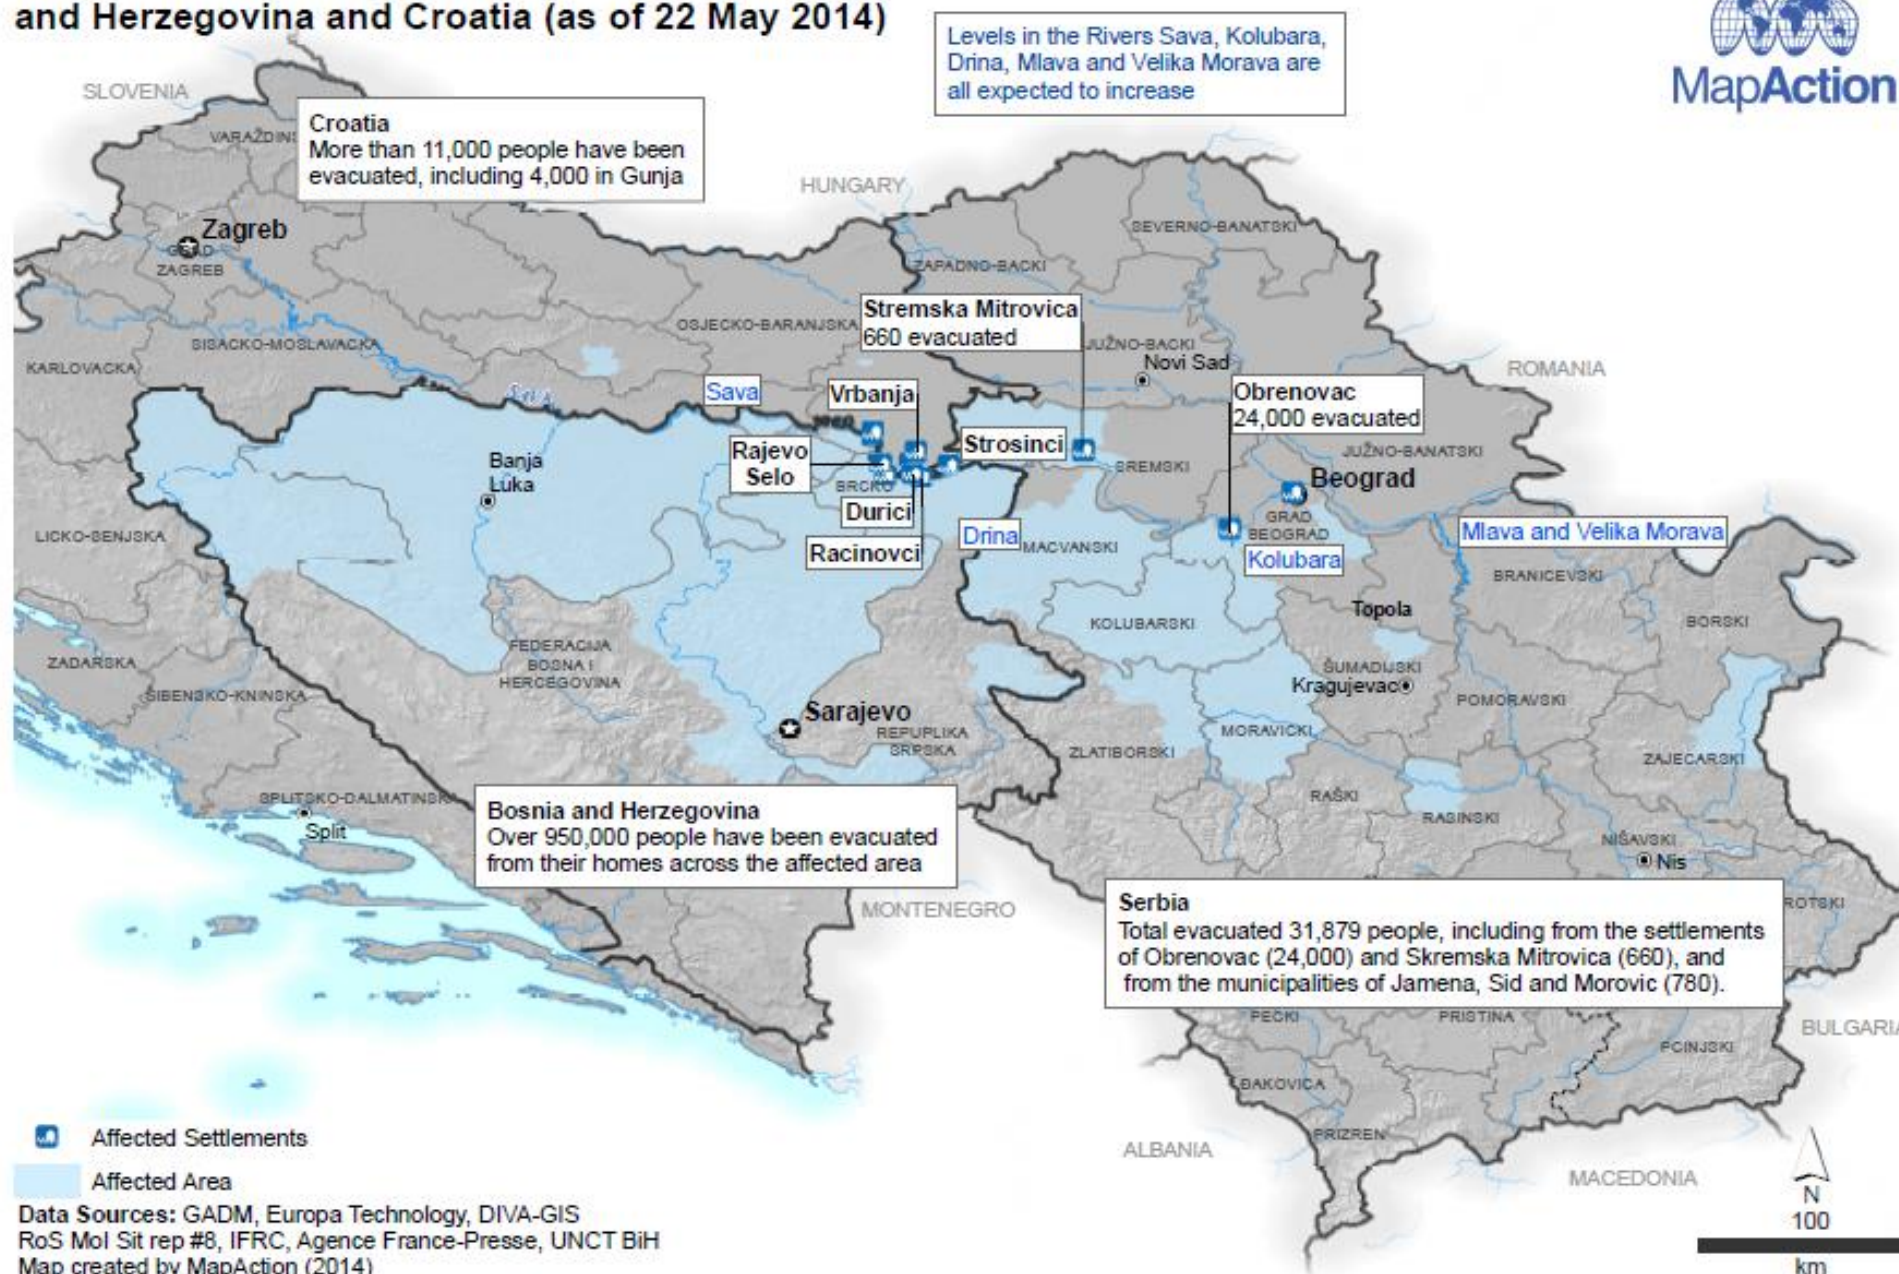 and Herzegovina and Croatia (as of 22 May 2014)
Levels in the Rivers Sava, Kolubara,
Drina, Mlava and Velika Morava are
all expected to increase
MapAction
SLOVENIA
VARAŽDINS
Croatia
More than 11,000 people have been
evacuated, including 4,000 in Gunja
HUNGARY
Zagreb
GRAD
ZAGREB
SEVERNO-BANATSKI
ZAPADNO-BACKI
Stremska Mitrovica
660 evacuated
OSJECKO-BARANJSKA
SISACKO-MOSLAVACKA
KARLOVACKA
JUŽNO-BACKI
Novi Sad
ROMANIA
Obrenovac
24,000 evacuated
Sava
Sava
Vrbanja
Strosinci
Rajevo
Selo
BRCKO
SREMSKI
JUŽNO-BANATSKI
Beograd
GRAD
BEOGRAD
Banja
Luka
Durici
Racinovci
Drina
MACVANSKI
Kolubara
Mlava and Velika Morava
LICKO-SENJSKA
BRANICEVSKI
Topola
KOLUBARSKI
BORSKI
FEDERACIJA
BOSNA I
HERCEGOVINA
ZADARSKA
ŠIBENSKO-KNINSKA
ŠUMADIJSKI
Kragujevac
POMORAVSKI
Sarajevo
REPUPLIKA
SRPSKA
MORAVICKI
ZLATIBORSKI
ZAJECARSKI
SPLITSKO-DALMATINSKA
Split
RAŠKI
RASINSKI
NIŠAVSKI
Nis
Bosnia and Herzegovina
Over 950,000 people have been evacuated
from their homes across the affected area
MONTENEGRO
Serbia
Total evacuated 31,879 people, including from the settlements
of Obrenovac (24,000) and Skremska Mitrovica (660), and
from the municipalities of Jamena, Sid and Morovic (780).
ROTSKI
PECKI
PRISTINA
BULGARIA
PCINJSKI
ĐAKOVICA
PRIZREN
ALBANIA
MACEDONIA
Affected Settlements
Affected Area
Data Sources: GADM, Europa Technology, DIVA-GIS
RoS MoI Sit rep #8, IFRC, Agence France-Presse, UNCT BiH
Map created by MapAction (2014)
N
100
km